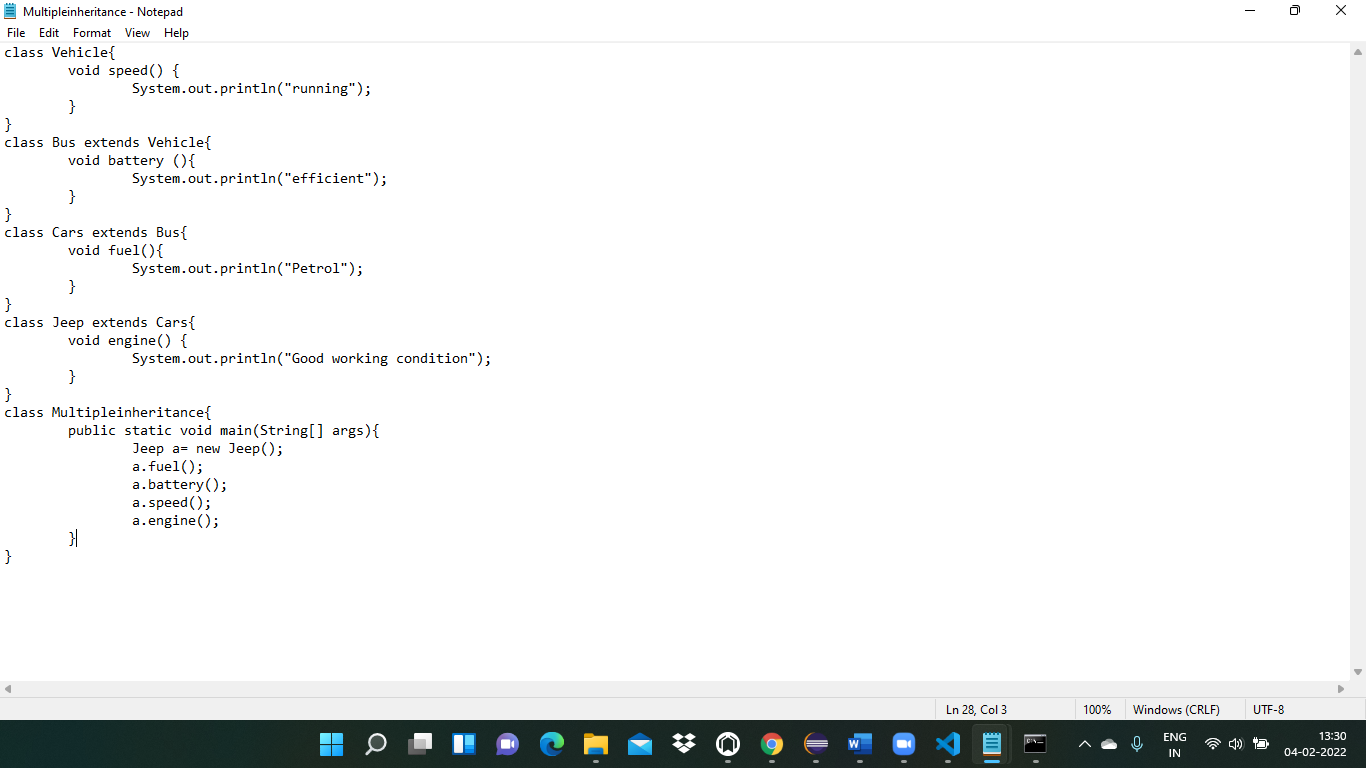 Multipleinheritance - Notepad
File Edit Format View Help
class Vehicle{
        void speed() {
                System.out.println("running");
        }
}
class Bus extends Vehicle{
        void battery (){
                System.out.println("efficient");
        }
}
class Cars extends Bus{
        void fuel(){
                System.out.println("Petrol");
        }
}
class Jeep extends Cars{
        void engine() {
                System.out.println("Good working condition");
        }
}
class Multipleinheritance{
        public static void main(String[] args){
                Jeep a= new Jeep();
                a.fuel();
                a.battery();
                a.speed();
                a.engine();
        }
}
Ln 28, Col 3 100% Windows (CRLF) UTF-8
ENG 13:30
IN 04-02-2022